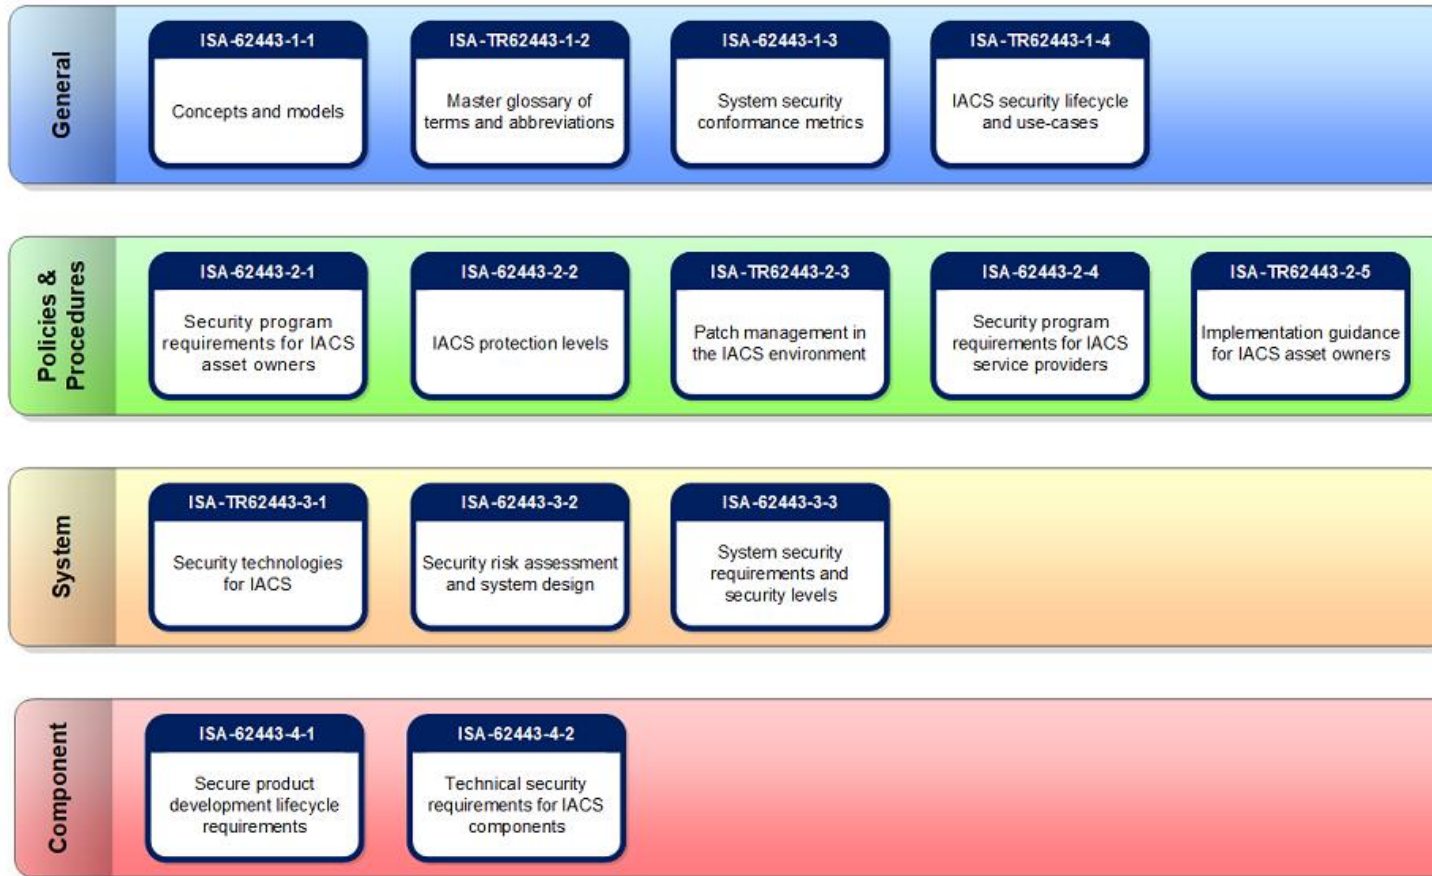 General
ISA-62443-1-1
Concepts and models
ISA-TR62443-1-2
Master glossary of
terms and abbreviations
ISA-62443-1-3
System security
conformance metrics
ISA-TR62443-1-4
IACS security lifecycle
and use-cases
Policies &
Procedures
ISA-62443-2-1
Security program
requirements for IACS
asset owners
ISA-62443-2-2
IACS protection levels
ISA-TR62443-2-3
Patch management in
the IACS environment
ISA-62443-2-4
Security program
requirements for IACS
service providers
ISA-TR62443-2-5
Implementation guidance
for IACS asset owners
System
ISA-TR62443-3-1
Security technologies
for IACS
ISA-62443-3-2
Security risk assessment
and system design
ISA-62443-3-3
System security
requirements and
security levels
Component
ISA-62443-4-1
Secure product
development lifecycle
requirements
ISA-62443-4-2
Technical security
requirements for IACS
components